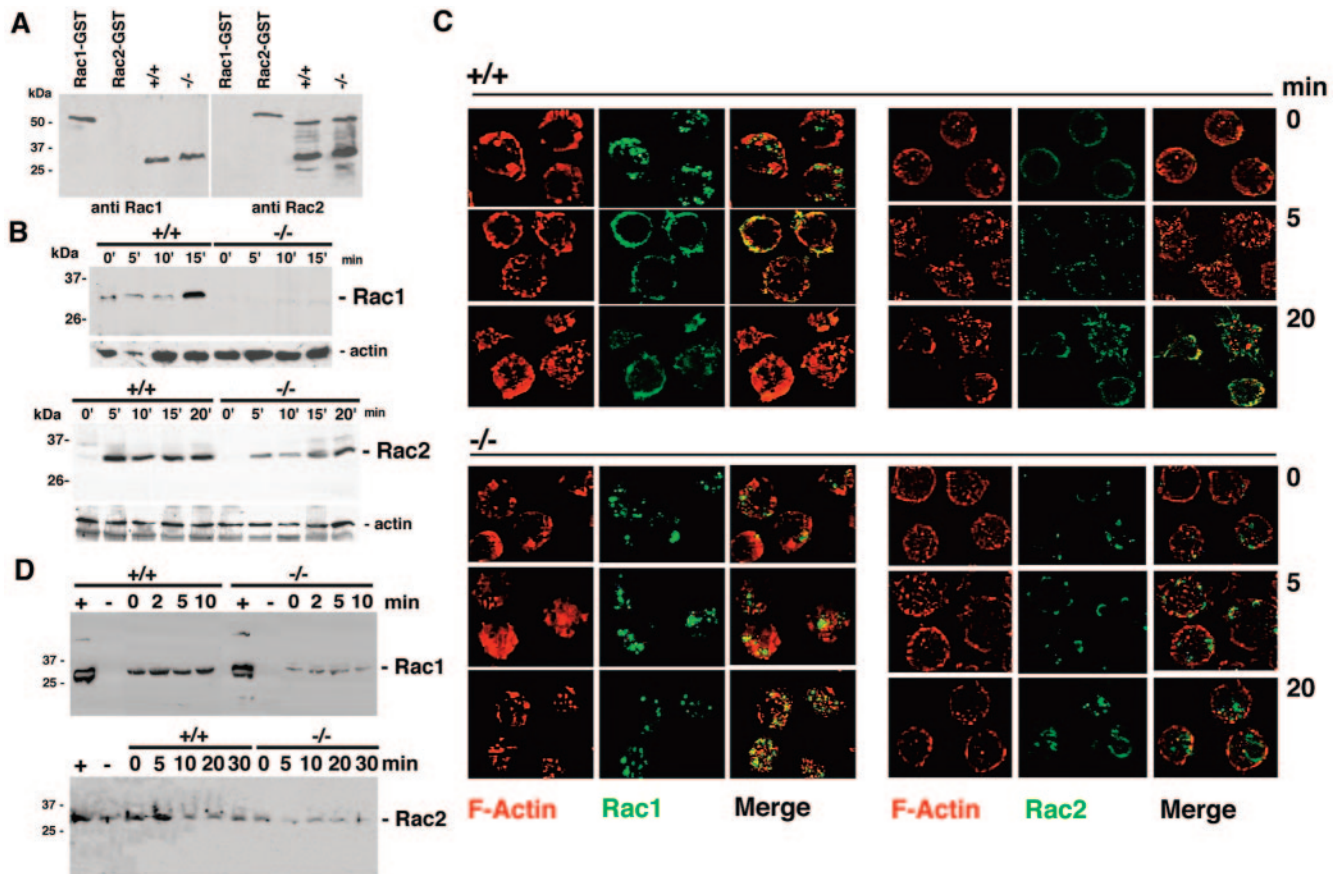 A
Rac1-GST
Rac2-GST
+/+
-/-
Rac1-GST
Rac2-GST
+/+
-/-
kDa
50 -
37 -
25 -
anti Rac1
anti Rac2
B
+/+
-/-
kDa
0' 5' 10' 15' 0' 5' 10' 15' min
37-
- Rac1
26-
- actin
+/+
-/-
kDa
0' 5' 10' 15' 20' 0' 5' 10' 15' 20' min
37-
- Rac2
26-
- actin
D
+/+
-/-
+ - 0 2 5 10 + - 0 2 5 10 min
37 -
- Rac1
25 -
+/+
-/-
+ - 0 5 10 20 30 0 5 10 20 30 min
37 -
- Rac2
25 -
C
+/+
min
0
5
20
-/-
0
5
20
F-Actin Rac1 Merge F-Actin Rac2 Merge